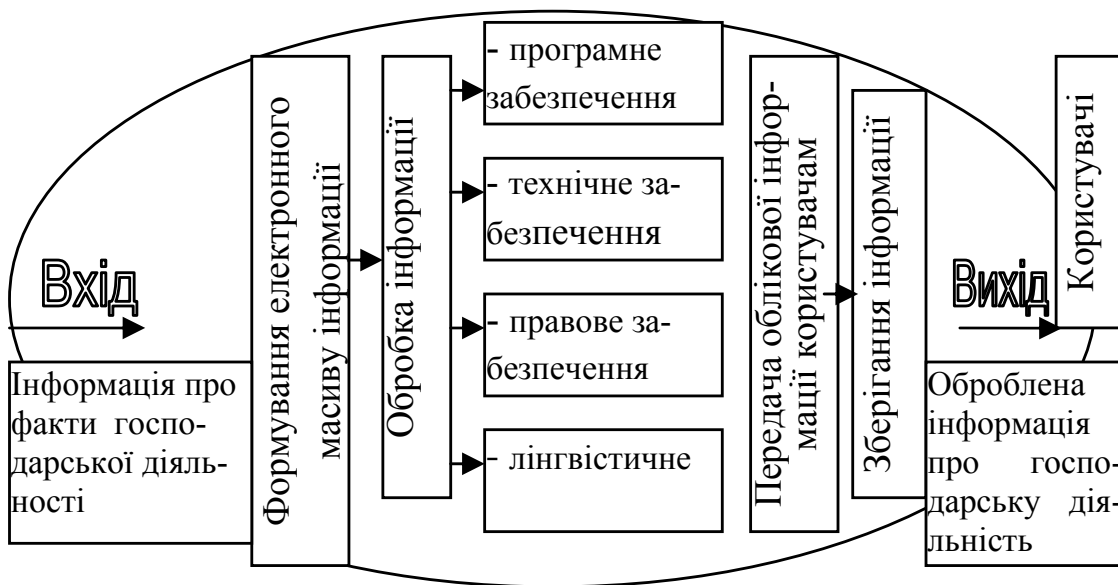 Вхід
Інформація про
факти госпо-
дарської діяль-
ності
Формування електронного
масиву інформації
Обробка інформації
- програмне
забезпечення
- технічне за-
безпечення
- правове за-
безпечення
- лінгвістичне
Передача облікової інфор-
мації користувачам
Зберігання інформації
Вихід
Користувачі
Оброблена
інформація
про госпо-
дарську дія-
льність